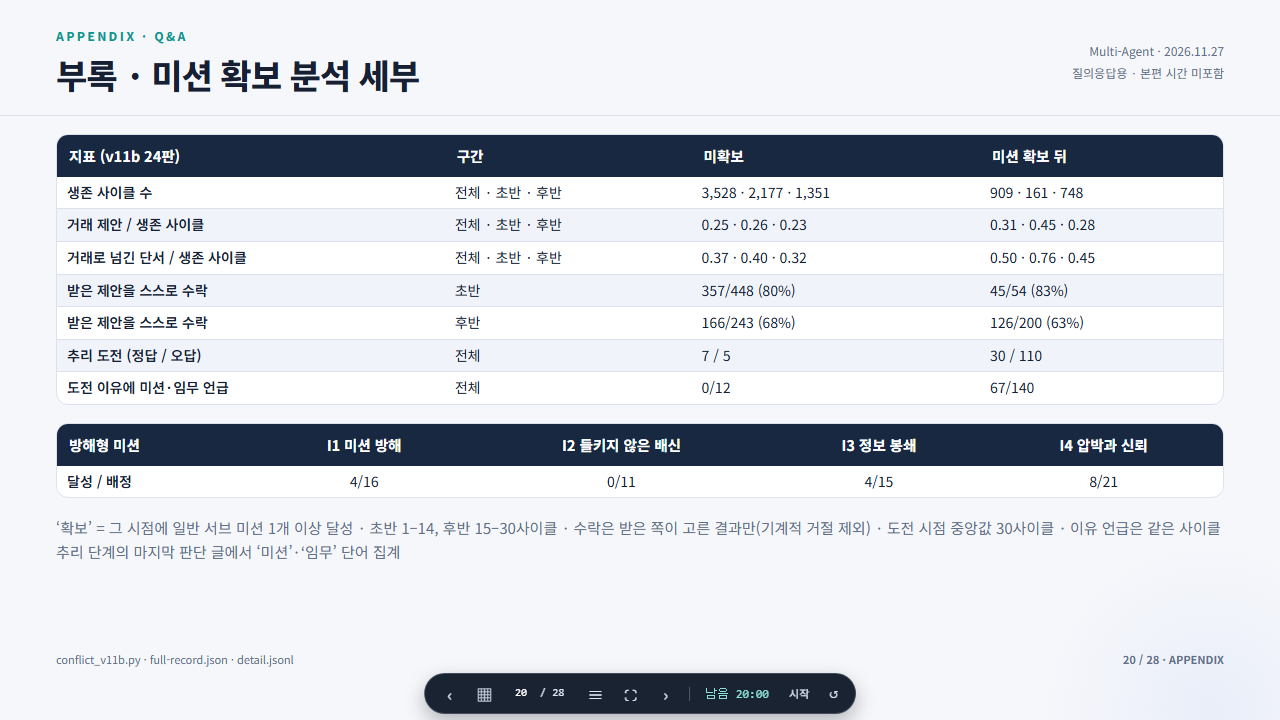 APPENDIX · Q&A
부록 · 미션 확보 분석 세부
Multi-Agent · 2026.11.27
질의응답용 · 본편 시간 미포함
지표 (v11b 24판) 구간 미확보 미션 확보 뒤
생존 사이클 수 전체 · 초반 · 후반 3,528 · 2,177 · 1,351 909 · 161 · 748
거래 제안 / 생존 사이클 전체 · 초반 · 후반 0.25 · 0.26 · 0.23 0.31 · 0.45 · 0.28
거래로 넘긴 단서 / 생존 사이클 전체 · 초반 · 후반 0.37 · 0.40 · 0.32 0.50 · 0.76 · 0.45
받은 제안을 스스로 수락 초반 357/448 (80%) 45/54 (83%)
받은 제안을 스스로 수락 후반 166/243 (68%) 126/200 (63%)
추리 도전 (정답 / 오답) 전체 7 / 5 30 / 110
도전 이유에 미션·임무 언급 전체 0/12 67/140
방해형 미션 I1 미션 방해 I2 들키지 않은 배신 I3 정보 봉쇄 I4 압박과 신뢰
달성 / 배정 4/16 0/11 4/15 8/21
‘확보’ = 그 시점에 일반 서브 미션 1개 이상 달성 · 초반 1–14, 후반 15–30사이클 · 수락은 받은 쪽이 고른 결과만(기계적 거절 제외) · 도전 시점 중앙값 30사이클 · 이유 언급은 같은 사이클
추리 단계의 마지막 판단 글에서 ‘미션’·‘임무’ 단어 집계
conflict_v11b.py · full-record.json · detail.jsonl
20 / 28 · APPENDIX
‹ 20 / 28 › 남음 20:00 시작 ↺